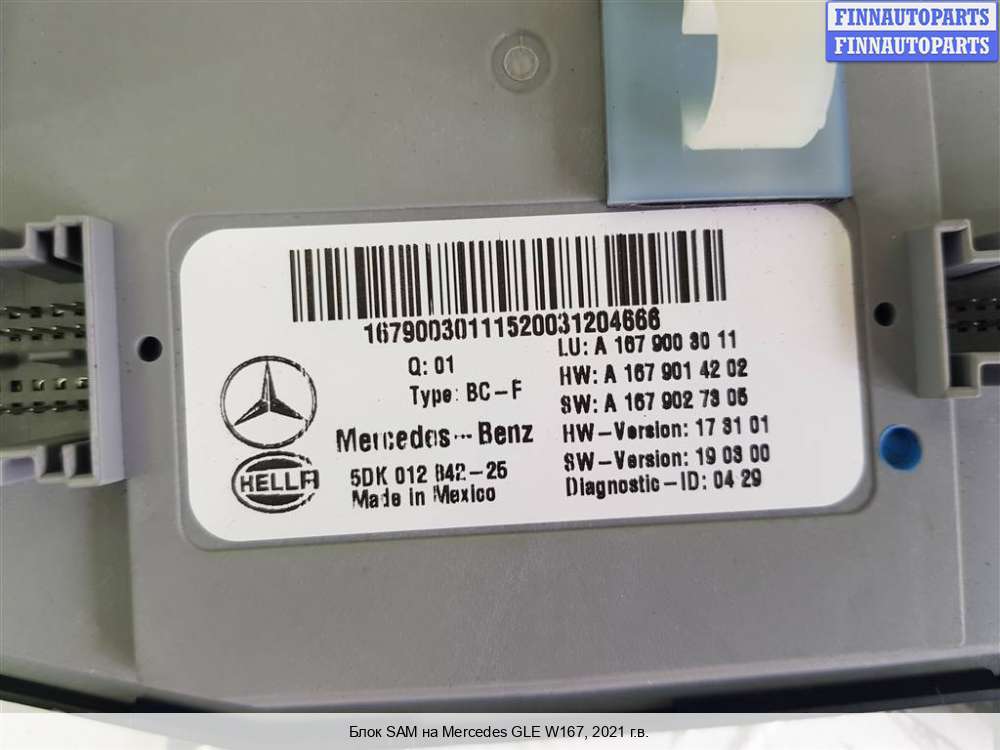 FINNAUTOPARTS
FINNAUTOPARTS
16790030111520031204666
Q: 01
Type: BC-F
Mercedes-Benz
HELLA
5DK 012 842-25
Made in Mexico
LU: A 167 900 30 11
HW: A 167 901 42 02
SW: A 167 902 73 05
HW-Version: 17 31 01
SW-Version: 19 03 00
Diagnostic-ID: 04 29
Блок SAM на Mercedes GLE W167, 2021 г.в.